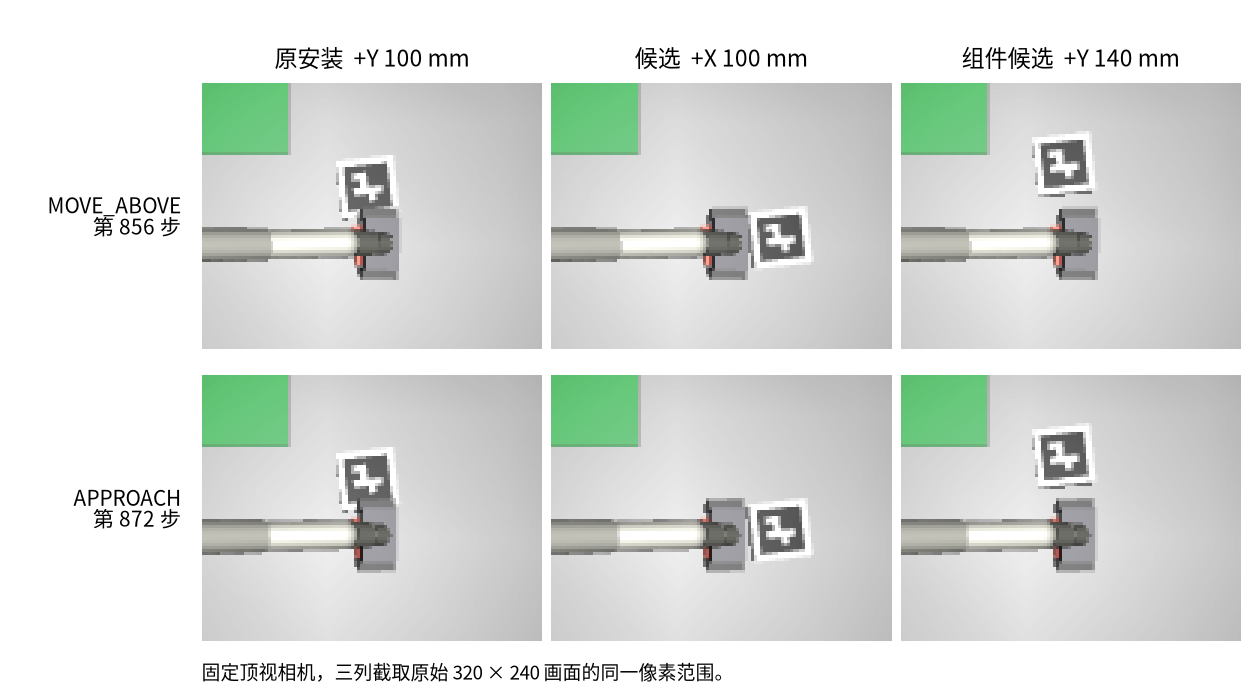 原安装 +Y 100 mm
候选 +X 100 mm
组件候选 +Y 140 mm
MOVE_ABOVE
第 856 步
APPROACH
第 872 步
固定顶视相机，三列截取原始 320 × 240 画面的同一像素范围。